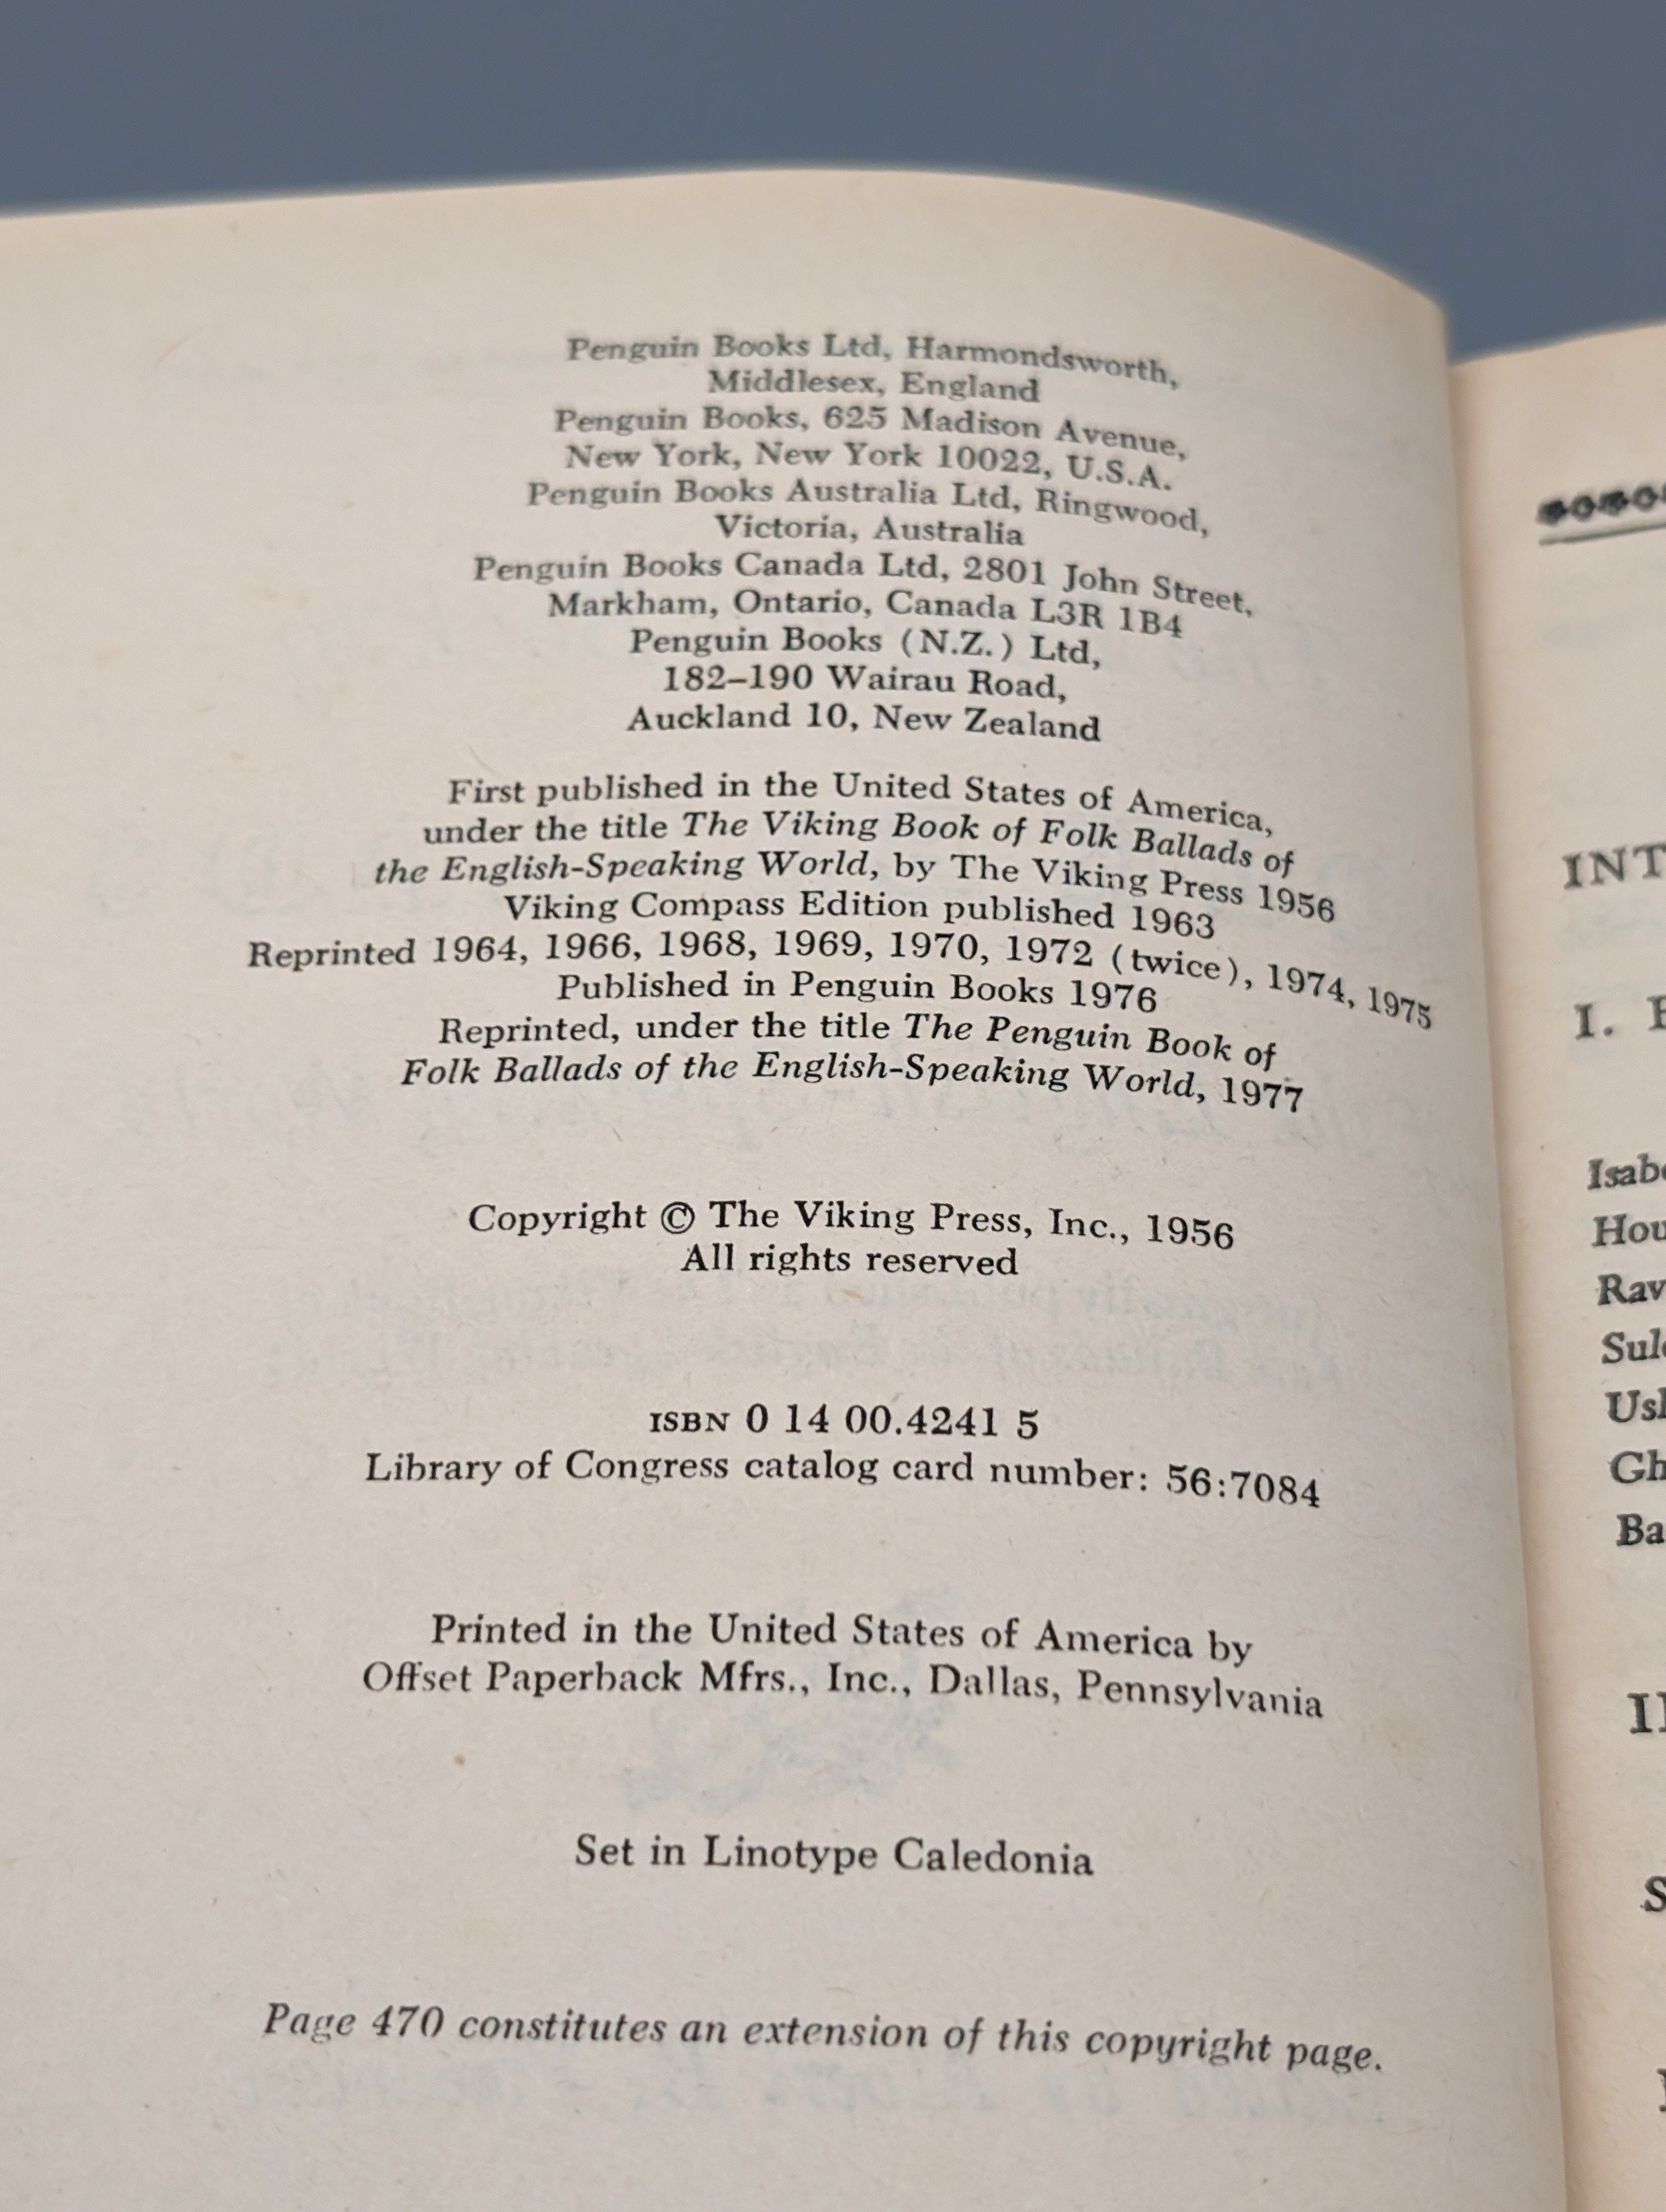 Penguin Books Ltd, Harmondsworth,
Middlesex, England
Penguin Books, 625 Madison Avenue,
New York, New York 10022, U.S.A.
Penguin Books Australia Ltd, Ringwood,
Victoria, Australia
Penguin Books Canada Ltd, 2801 John Street,
Markham, Ontario, Canada L3R 1B4
Penguin Books (N.Z.) Ltd,
182–190 Wairau Road,
Auckland 10, New Zealand
First published in the United States of America,
under the title The Viking Book of Folk Ballads of
the English-Speaking World, by The Viking Press 1956
Viking Compass Edition published 1963
Reprinted 1964, 1966, 1968, 1969, 1970, 1972 (twice), 1974, 1975
Published in Penguin Books 1976
Reprinted, under the title The Penguin Book of
Folk Ballads of the English-Speaking World, 1977
Copyright © The Viking Press, Inc., 1956
All rights reserved
ISBN 0 14 00.4241 5
Library of Congress catalog card number: 56:7084
Printed in the United States of America by
Offset Paperback Mfrs., Inc., Dallas, Pennsylvania
Set in Linotype Caledonia
Page 470 constitutes an extension of this copyright page.
INT
I.
Isab
Hou
Rav
Sul
Usl
Gh
Ba